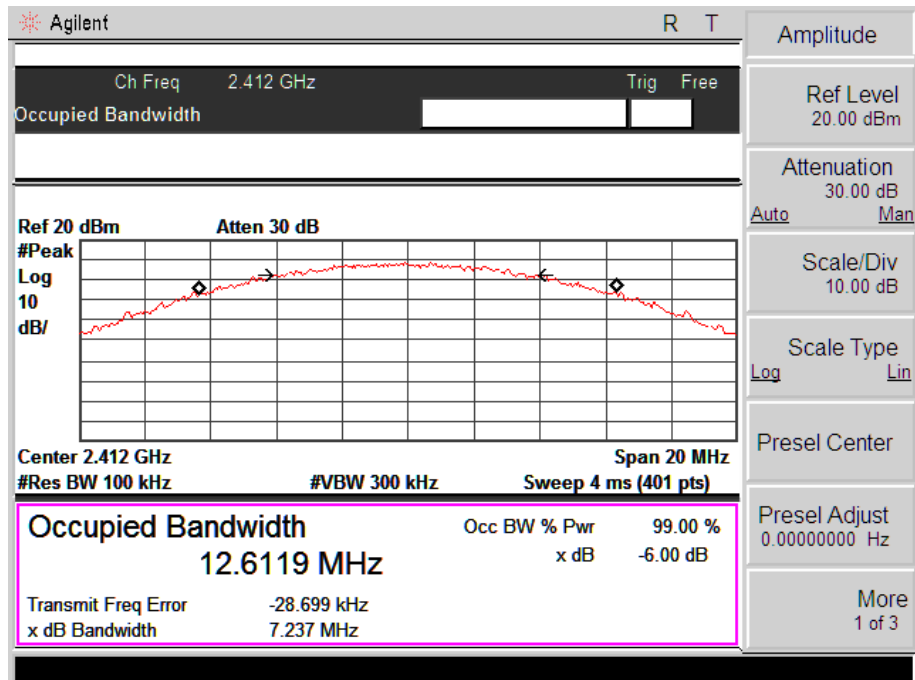 Agilent R T
Ch Freq 2.412 GHz Trig Free
Occupied Bandwidth
Ref 20 dBm Atten 30 dB
#Peak
Log
10
dB/
Center 2.412 GHz Span 20 MHz
#Res BW 100 kHz #VBW 300 kHz Sweep 4 ms (401 pts)
Occupied Bandwidth Occ BW % Pwr 99.00 %
12.6119 MHz x dB -6.00 dB
Transmit Freq Error -28.699 kHz
x dB Bandwidth 7.237 MHz
Amplitude
Ref Level
20.00 dBm
Attenuation
30.00 dB
Auto Man
Scale/Div
10.00 dB
Scale Type
Log Lin
Presel Center
Presel Adjust
0.00000000 Hz
More
1 of 3